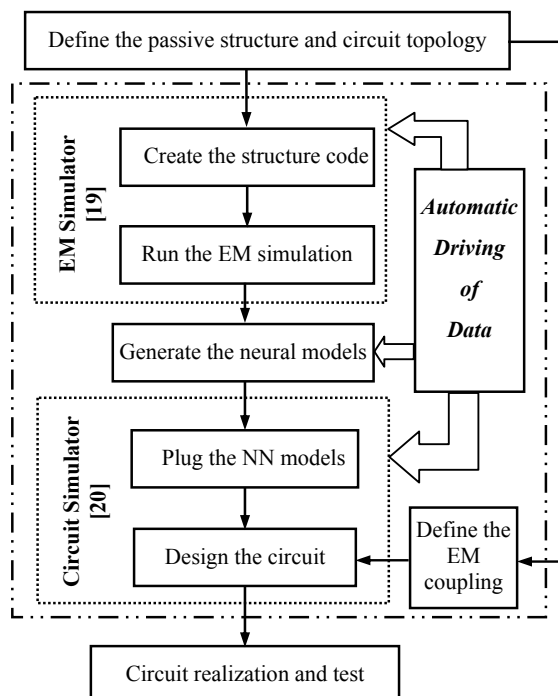 Define the passive structure and circuit topology
EM Simulator
[19]
Create the structure code
Run the EM simulation
Automatic
Driving
of
Data
Generate the neural models
Circuit Simulator
[20]
Plug the NN models
Design the circuit
Define the
EM
coupling
Circuit realization and test